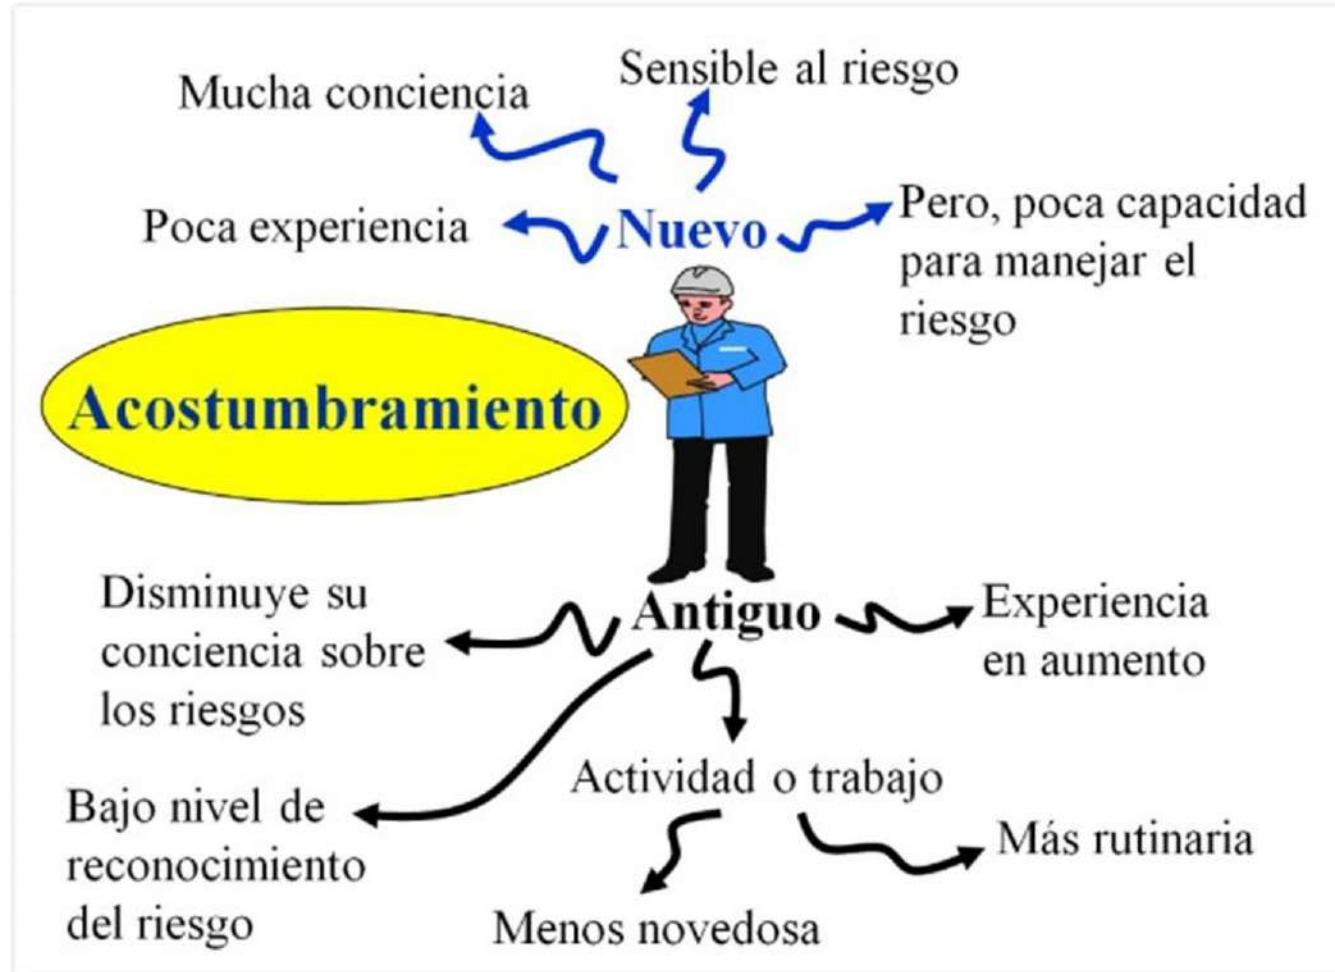 Mucha conciencia
Sensible al riesgo
Poca experiencia
Nuevo
Pero, poca capacidad
para manejar el
riesgo
Acostumbramiento
Antiguo
Disminuye su
conciencia sobre
los riesgos
Experiencia
en aumento
Bajo nivel de
reconocimiento
del riesgo
Actividad o trabajo
Más rutinaria
Menos novedosa